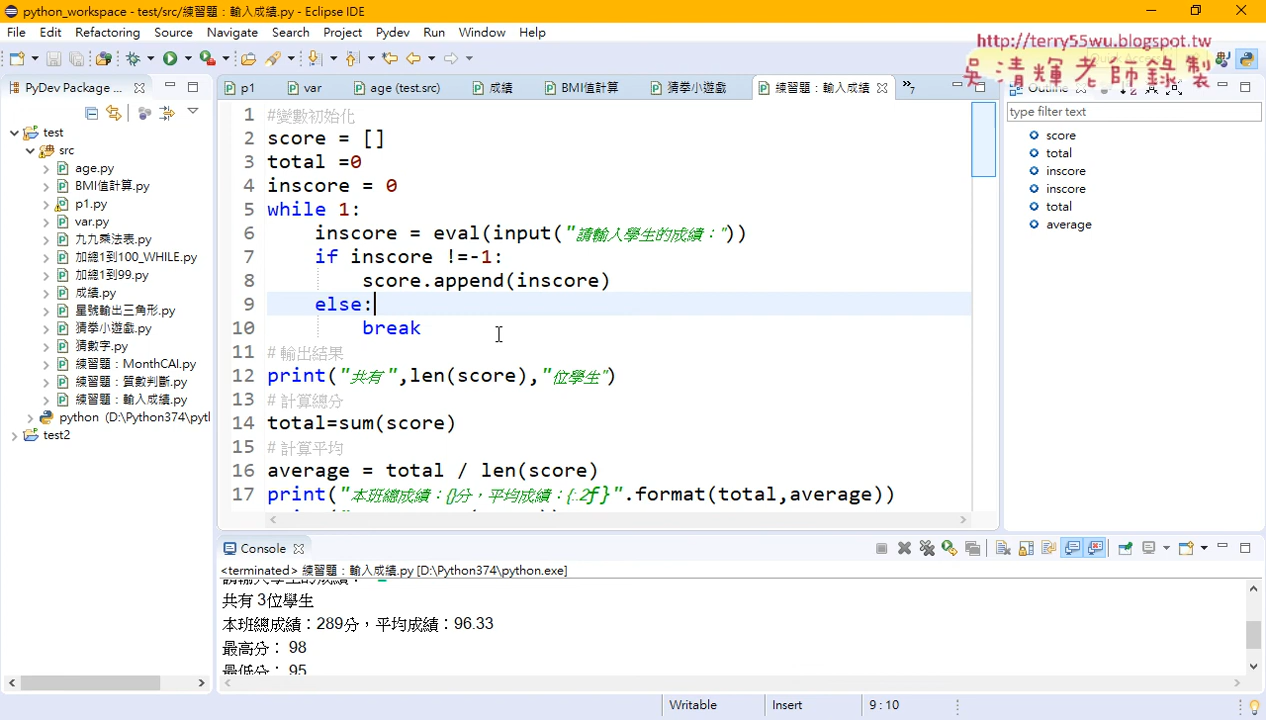 python_workspace - test/src/練習題：輸入成績.py - Eclipse IDE
File Edit Refactoring Source Navigate Search Project Pydev Run Window Help
http://terry55wu.blogspot.tw
吳清輝老師錄製
PyDev Package ...
p1 var age (test.src) 成績 BMI值計算 猜拳小遊戲 練習題：輸入成績 »7
Outline
type filter text
test
src
age.py
BMI值計算.py
p1.py
var.py
九九乘法表.py
加總1到100_WHILE.py
加總1到99.py
成績.py
星號輸出三角形.py
猜拳小遊戲.py
猜數字.py
練習題：MonthCAI.py
練習題：質數判斷.py
練習題：輸入成績.py
python (D:\Python374\pytl
test2
1 #變數初始化
2 score = []
3 total =0
4 inscore = 0
5 while 1:
6 inscore = eval(input("請輸入學生的成績："))
7 if inscore !=-1:
8 score.append(inscore)
9 else:
10 break
11 # 輸出結果
12 print("共有 ",len(score),"位學生")
13 # 計算總分
14 total=sum(score)
15 # 計算平均
16 average = total / len(score)
17 print("本班總成績：{}分，平均成績：{:.2f}".format(total,average))
score
total
inscore
inscore
total
average
Console
<terminated> 練習題：輸入成績.py [D:\Python374\python.exe]
共有 3位學生
本班總成績：289分，平均成績：96.33
最高分： 98
最低分： 95
Writable Insert 9 : 10